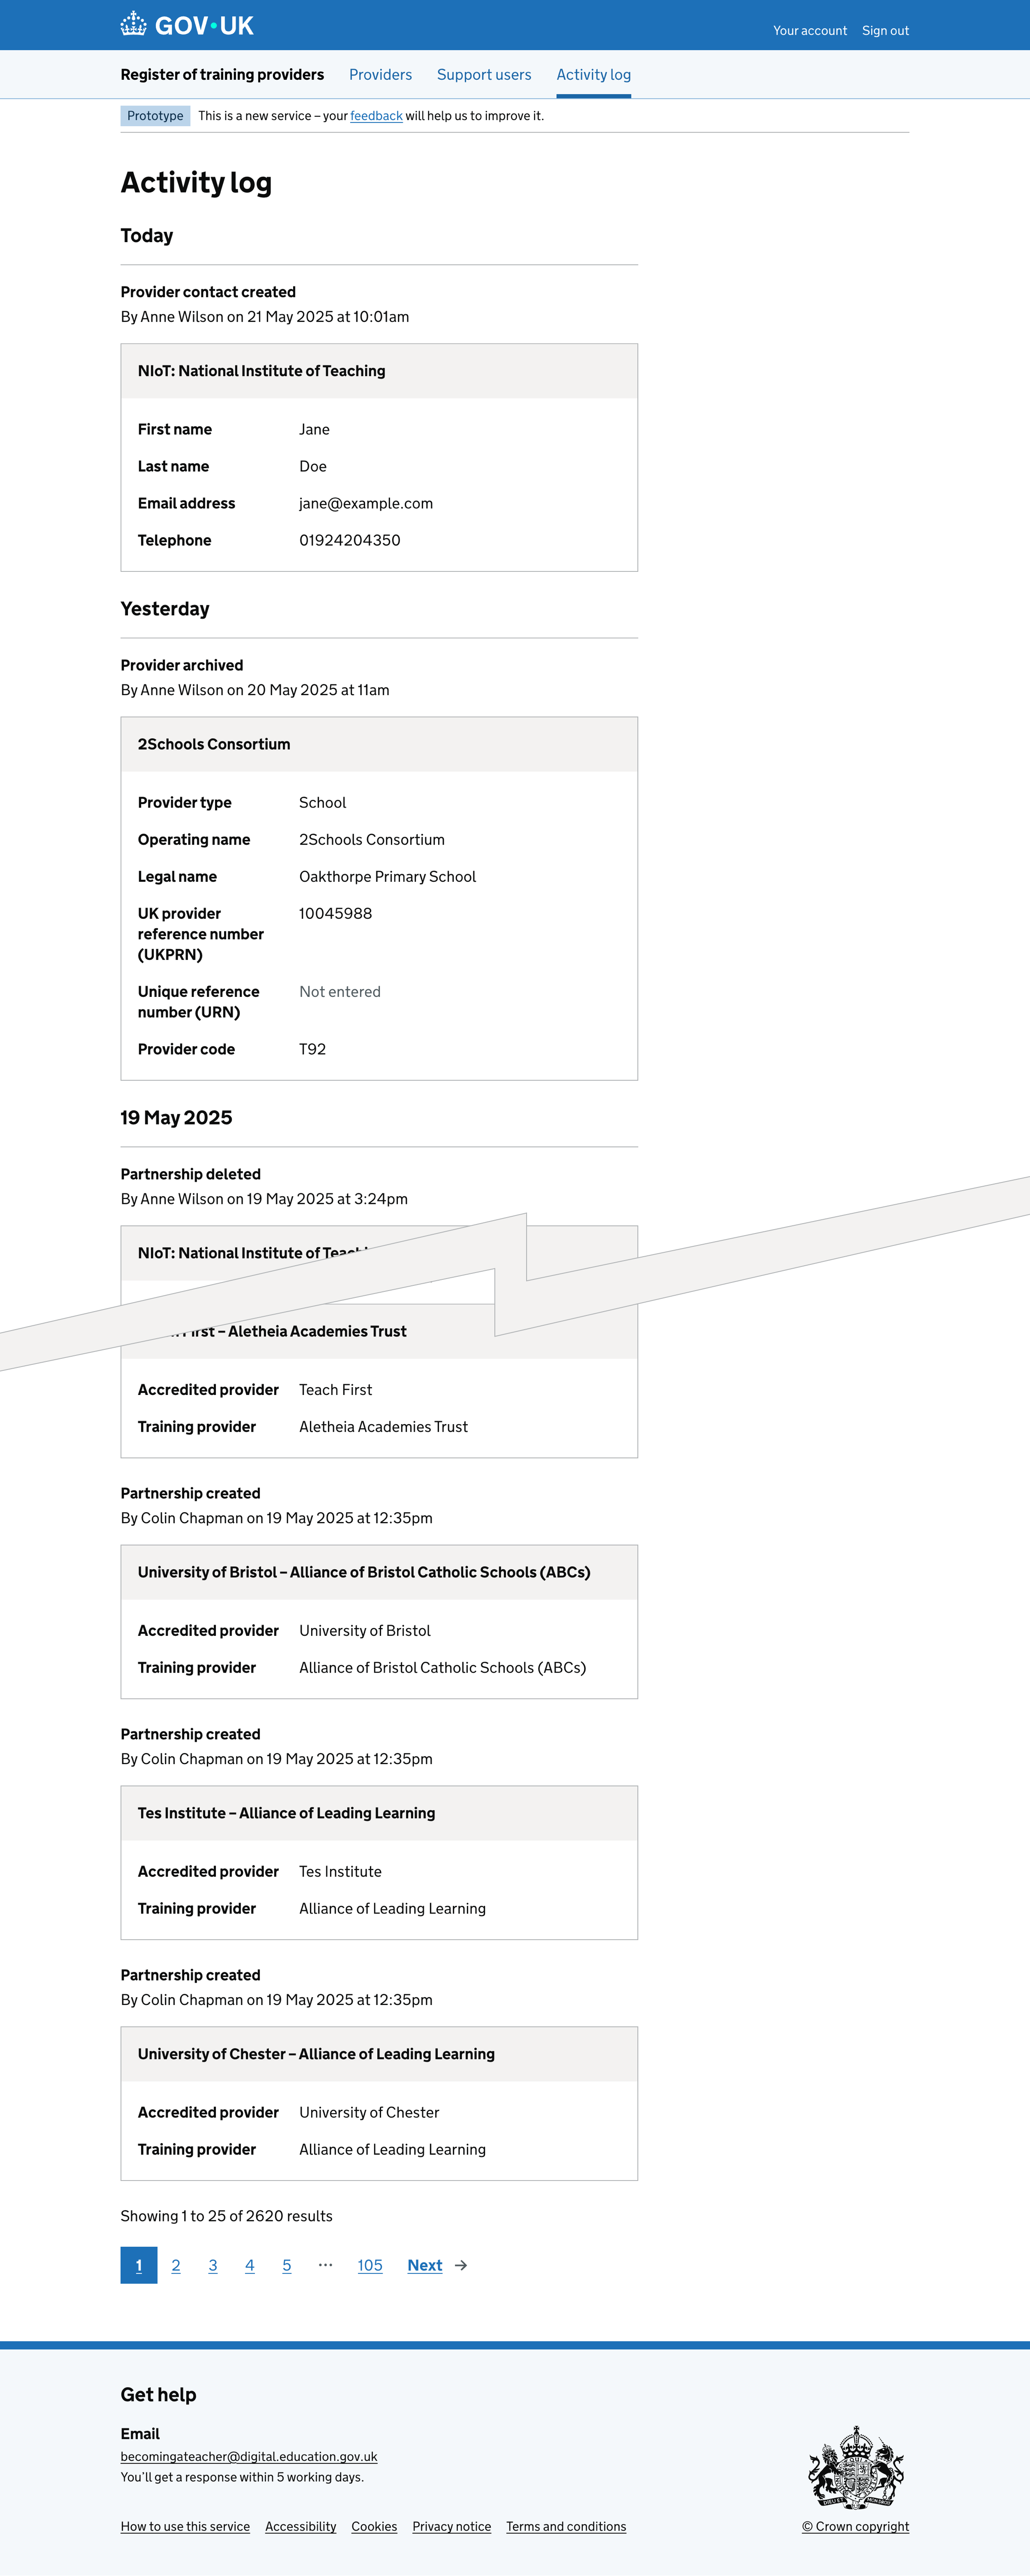 GOV·UK
Your account Sign out
Register of training providers Providers Support users Activity log
Prototype This is a new service – your feedback will help us to improve it.
Activity log
Today
Provider contact created
By Anne Wilson on 21 May 2025 at 10:01am
NIoT: National Institute of Teaching
First name Jane
Last name Doe
Email address jane@example.com
Telephone 01924204350
Yesterday
Provider archived
By Anne Wilson on 20 May 2025 at 11am
2Schools Consortium
Provider type School
Operating name 2Schools Consortium
Legal name Oakthorpe Primary School
UK provider 10045988
reference number
(UKPRN)
Unique reference Not entered
number (URN)
Provider code T92
19 May 2025
Partnership deleted
By Anne Wilson on 19 May 2025 at 3:24pm
NIoT: National Institute of
First – Aletheia Academies Trust
Accredited provider Teach First
Training provider Aletheia Academies Trust
Partnership created
By Colin Chapman on 19 May 2025 at 12:35pm
University of Bristol – Alliance of Bristol Catholic Schools (ABCs)
Accredited provider University of Bristol
Training provider Alliance of Bristol Catholic Schools (ABCs)
Partnership created
By Colin Chapman on 19 May 2025 at 12:35pm
Tes Institute – Alliance of Leading Learning
Accredited provider Tes Institute
Training provider Alliance of Leading Learning
Partnership created
By Colin Chapman on 19 May 2025 at 12:35pm
University of Chester – Alliance of Leading Learning
Accredited provider University of Chester
Training provider Alliance of Leading Learning
Showing 1 to 25 of 2620 results
1 2 3 4 5 ⋯ 105 Next →
Get help
Email
becomingateacher@digital.education.gov.uk
You’ll get a response within 5 working days.
How to use this service Accessibility Cookies Privacy notice Terms and conditions © Crown copyright